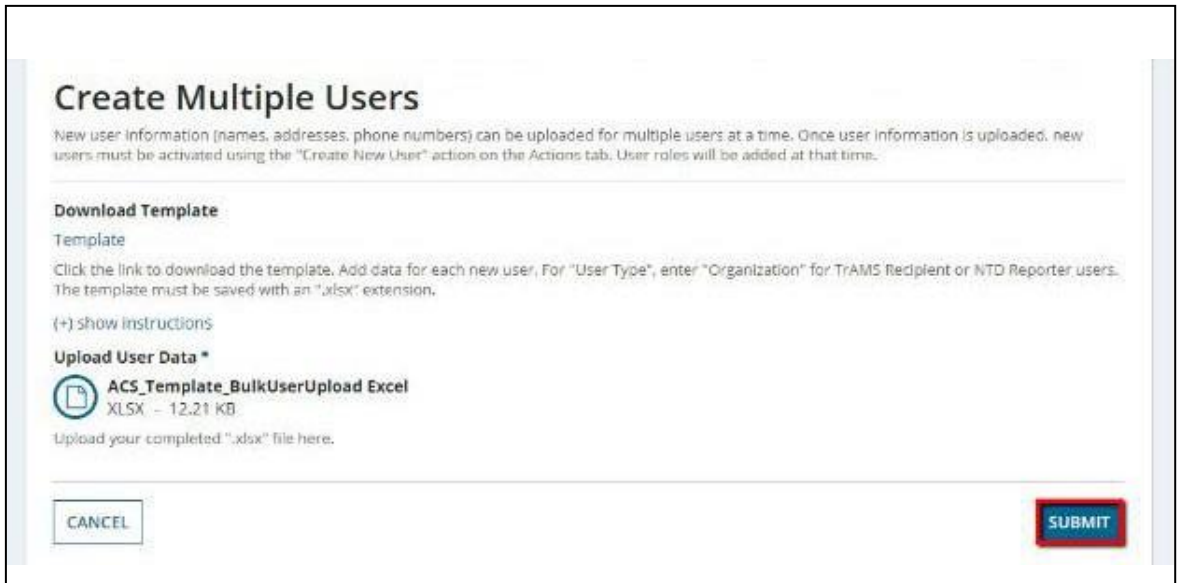 Create Multiple Users
New user information (names, addresses, phone numbers) can be uploaded for multiple users at a time. Once user information is uploaded, new
users must be activated using the "Create New User" action on the Actions tab. User roles will be added at that time.
Download Template
Template
Click the link to download the template. Add data for each new user. For "User Type", enter "Organization" for TrAMS Recipient or NTD Reporter users.
The template must be saved with an ".xlsx" extension.
(+) show instructions
Upload User Data *
ACS_Template_BulkUserUpload Excel
XLSX – 12.21 KB
Upload your completed ".xlsx" file here.
CANCEL
SUBMIT